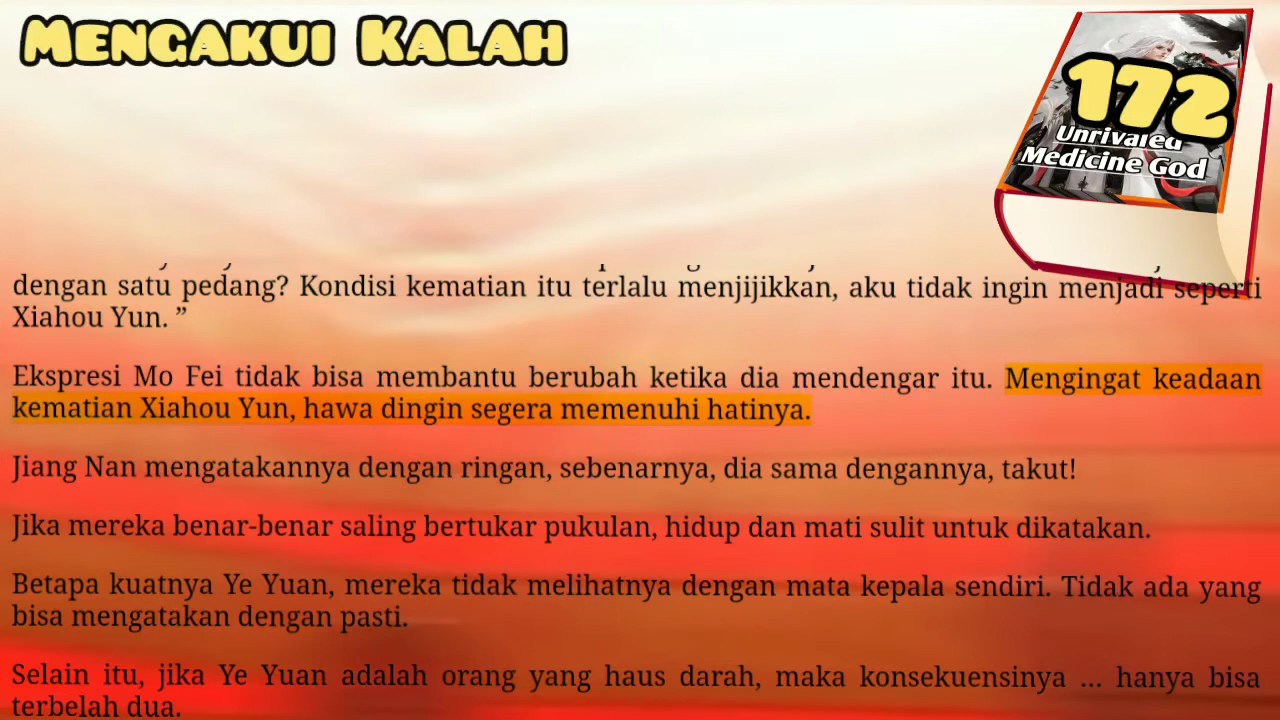 Mengakui Kalah
172
Unrivaled
Medicine God
dengan satu pedang? Kondisi kematian itu terlalu menjijikkan, aku tidak ingin menjadi seperti
Xiahou Yun. ”
Ekspresi Mo Fei tidak bisa membantu berubah ketika dia mendengar itu. Mengingat keadaan
kematian Xiahou Yun, hawa dingin segera memenuhi hatinya.
Jiang Nan mengatakannya dengan ringan, sebenarnya, dia sama dengannya, takut!
Jika mereka benar-benar saling bertukar pukulan, hidup dan mati sulit untuk dikatakan.
Betapa kuatnya Ye Yuan, mereka tidak melihatnya dengan mata kepala sendiri. Tidak ada yang
bisa mengatakan dengan pasti.
Selain itu, jika Ye Yuan adalah orang yang haus darah, maka konsekuensinya ... hanya bisa
terbelah dua.